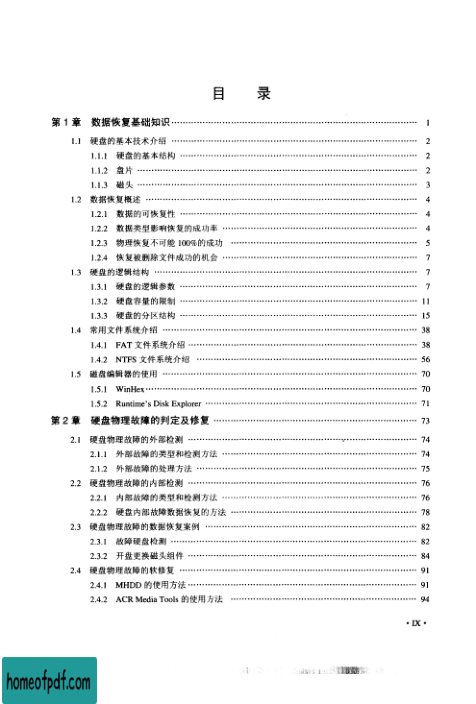 目 录
第 1 章 数据恢复基础知识 1
1.1 硬盘的基本技术介绍 2
1.1.1 硬盘的基本结构 2
1.1.2 盘片 2
1.1.3 磁头 3
1.2 数据恢复概述 4
1.2.1 数据的可恢复性 4
1.2.2 数据类型影响恢复的成功率 4
1.2.3 物理恢复不可能 100%的成功 5
1.2.4 恢复被删除文件成功的机会 7
1.3 硬盘的逻辑结构 7
1.3.1 硬盘的逻辑参数 7
1.3.2 硬盘容量的限制 11
1.3.3 硬盘的分区结构 15
1.4 常用文件系统介绍 38
1.4.1 FAT 文件系统介绍 38
1.4.2 NTFS 文件系统介绍 56
1.5 磁盘编辑器的使用 70
1.5.1 WinHex 70
1.5.2 Runtime's Disk Explorer 71
第 2 章 硬盘物理故障的判定及修复 73
2.1 硬盘物理故障的外部检测 74
2.1.1 外部故障的类型和检测方法 74
2.1.2 外部故障的处理方法 75
2.2 硬盘物理故障的内部检测 76
2.2.1 内部故障的类型和检测方法 76
2.2.2 硬盘内部故障数据恢复的方法 78
2.3 硬盘物理故障的数据恢复案例 82
2.3.1 故障硬盘检测 82
2.3.2 开盘更换磁头组件 84
2.4 硬盘物理故障的软修复 91
2.4.1 MHDD 的使用方法 91
2.4.2 ACR Media Tools 的使用方法 94
· IX ·
homeofpdf.com